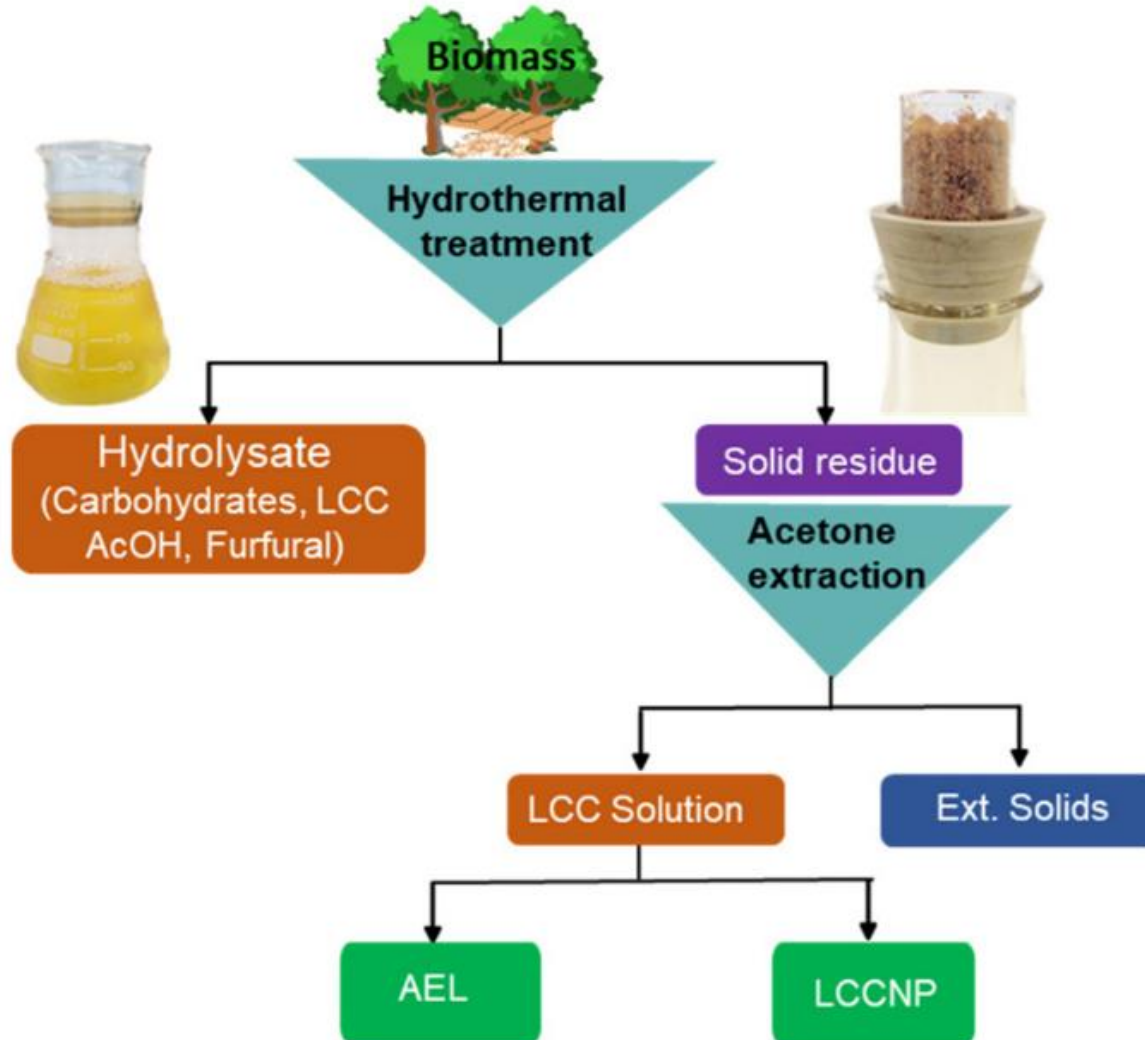 Biomass
Hydrothermal
treatment
Hydrolysate
(Carbohydrates, LCC
AcOH, Furfural)
Solid residue
Acetone
extraction
LCC Solution
Ext. Solids
AEL
LCCNP